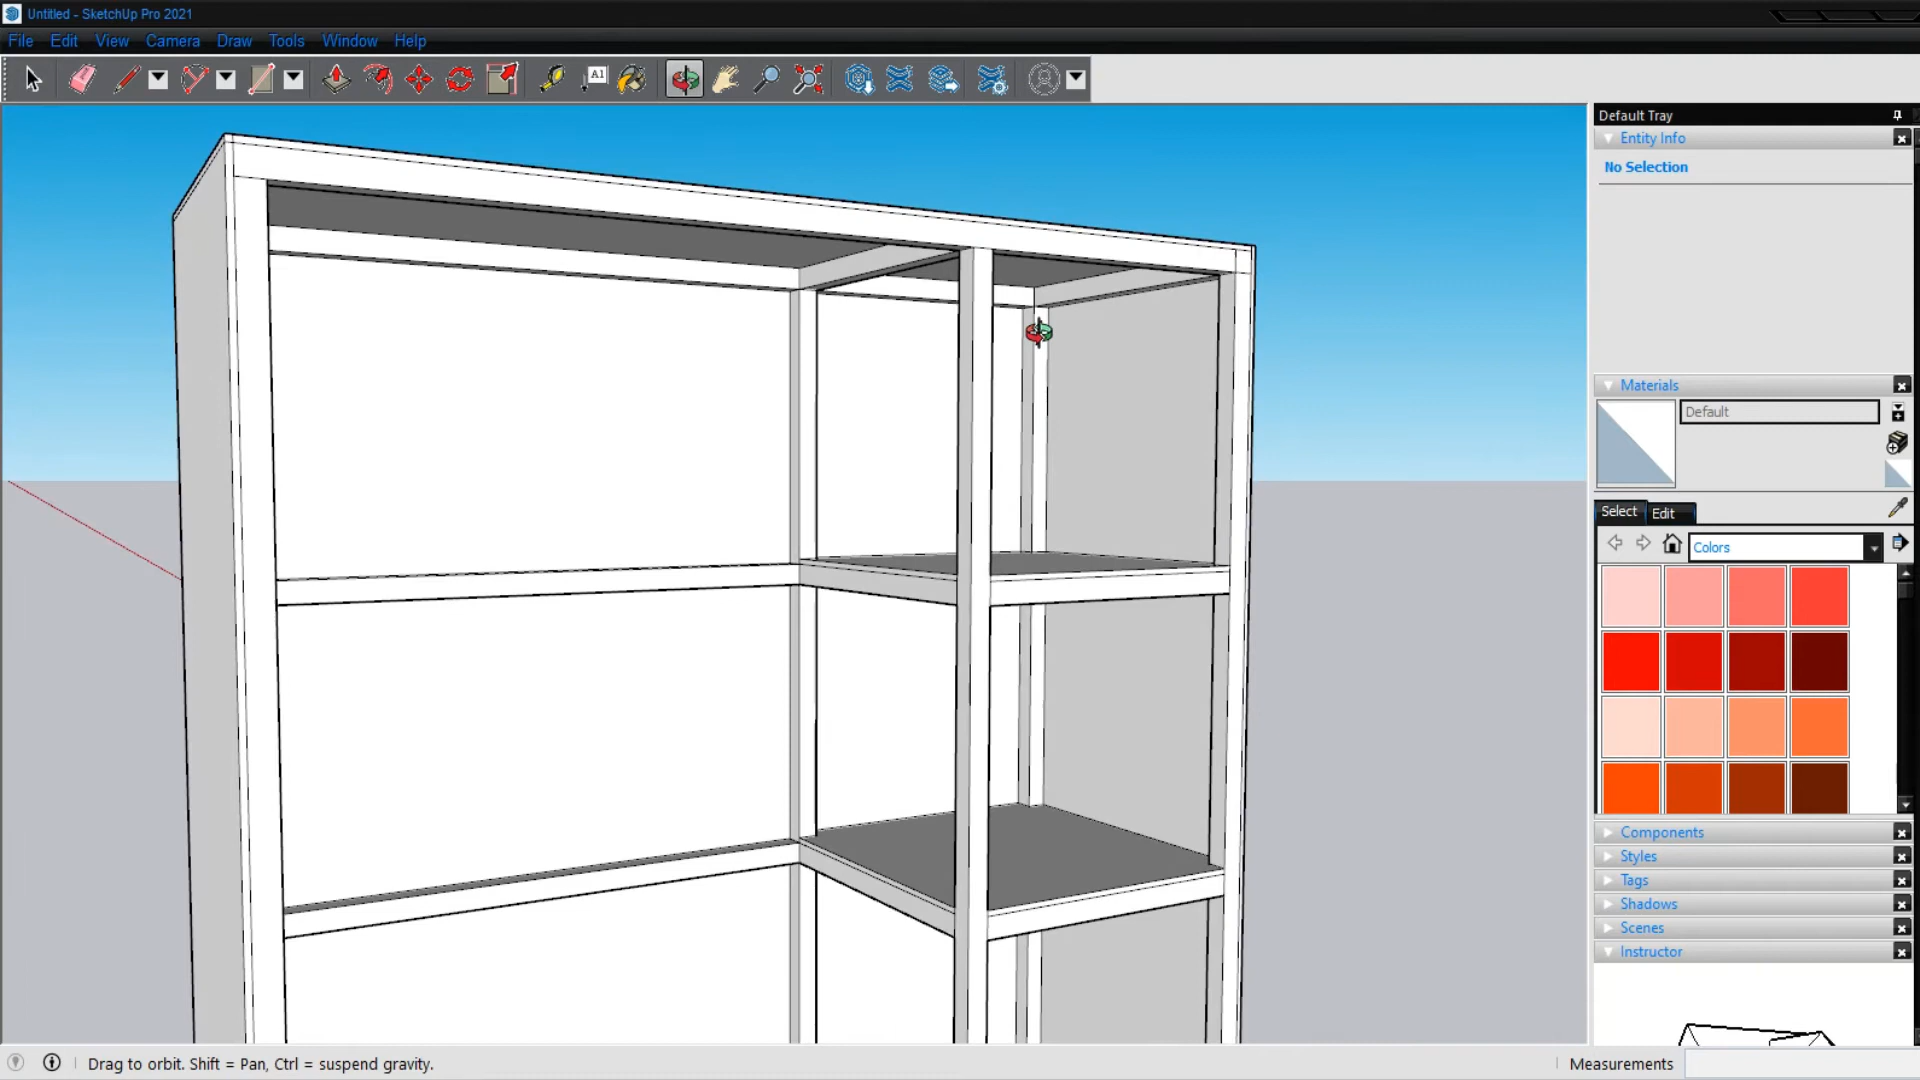 Untitled - SketchUp Pro 2021
File Edit View Camera Draw Tools Window Help
A1
Default Tray
Entity Info
No Selection
Materials
Default
Select Edit
Colors
Components
Styles
Tags
Shadows
Scenes
Instructor
Drag to orbit. Shift = Pan, Ctrl = suspend gravity.
Measurements